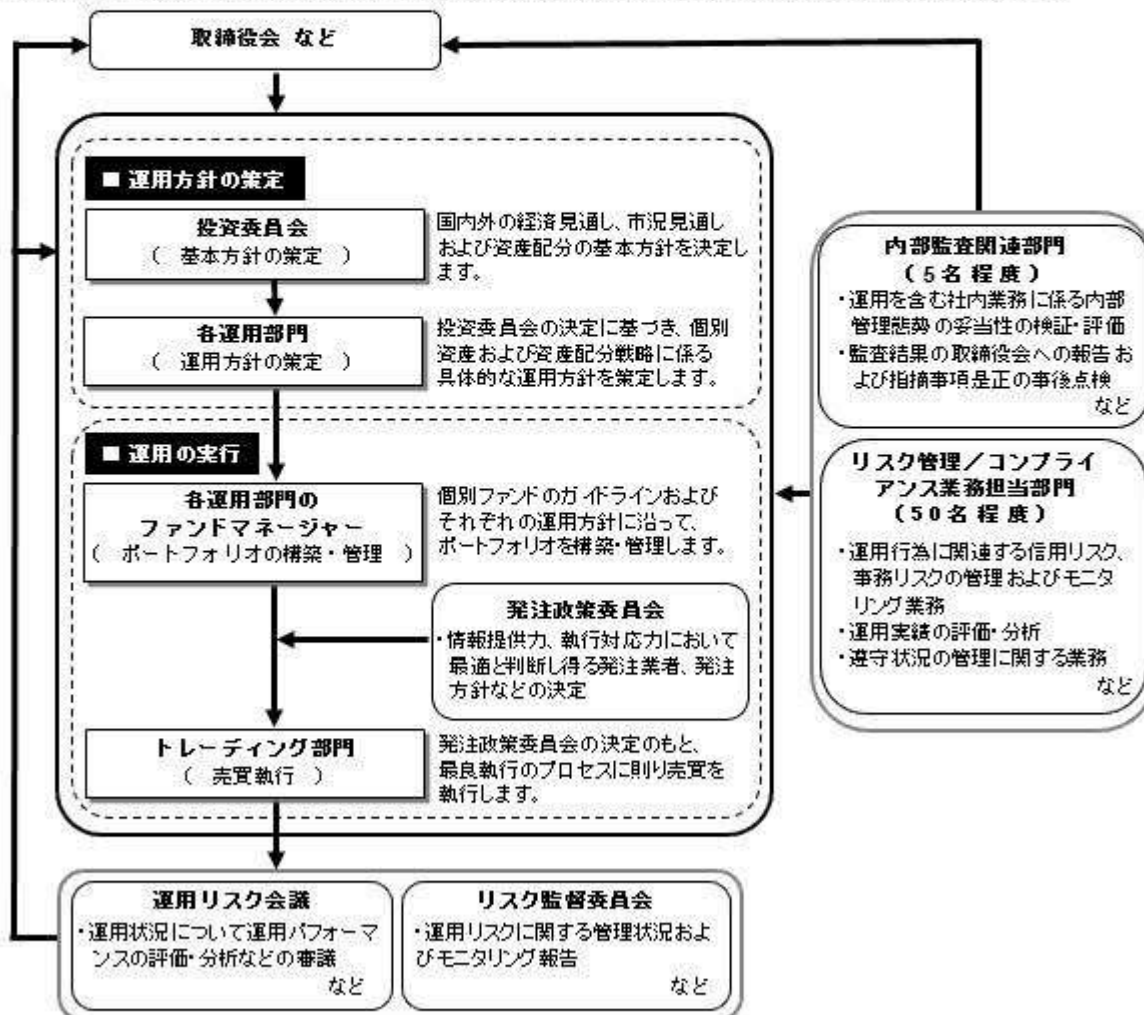 取締役会 など
■ 運用方針の策定
投資委員会
（ 基本方針の策定 ）
国内外の経済見通し、市況見通し
および資産配分の基本方針を決定し
ます。
各運用部門
（ 運用方針の策定 ）
投資委員会の決定に基づき、個別
資産および資産配分戦略に係る
具体的な運用方針を策定します。
■ 運用の実行
各運用部門の
ファンドマネージャー
（ ポートフォリオの構築・管理 ）
個別ファンドのガイドラインおよび
それぞれの運用方針に沿って、
ポートフォリオを構築・管理します。
発注政策委員会
・情報提供力、執行対応力において
最適と判断し得る発注業者、発注
方針などの決定
トレーディング部門
（ 売買執行 ）
発注政策委員会の決定のもと、
最良執行のプロセスに則り売買を
執行します。
内部監査関連部門
（5名程度）
・運用を含む社内業務に係る内部
管理態勢の妥当性の検証・評価
・監査結果の取締役会への報告お
よび指摘事項是正の事後点検
など
リスク管理／コンプライ
アンス業務担当部門
（50名程度）
・運用行為に関連する信用リスク、
事務リスクの管理およびモニタ
リング業務
・運用実績の評価・分析
・遵守状況の管理に関する業務
など
運用リスク会議
・運用状況について運用パフォーマ
ンスの評価・分析などの審議
など
リスク監督委員会
・運用リスクに関する管理状況およ
びモニタリング報告
など